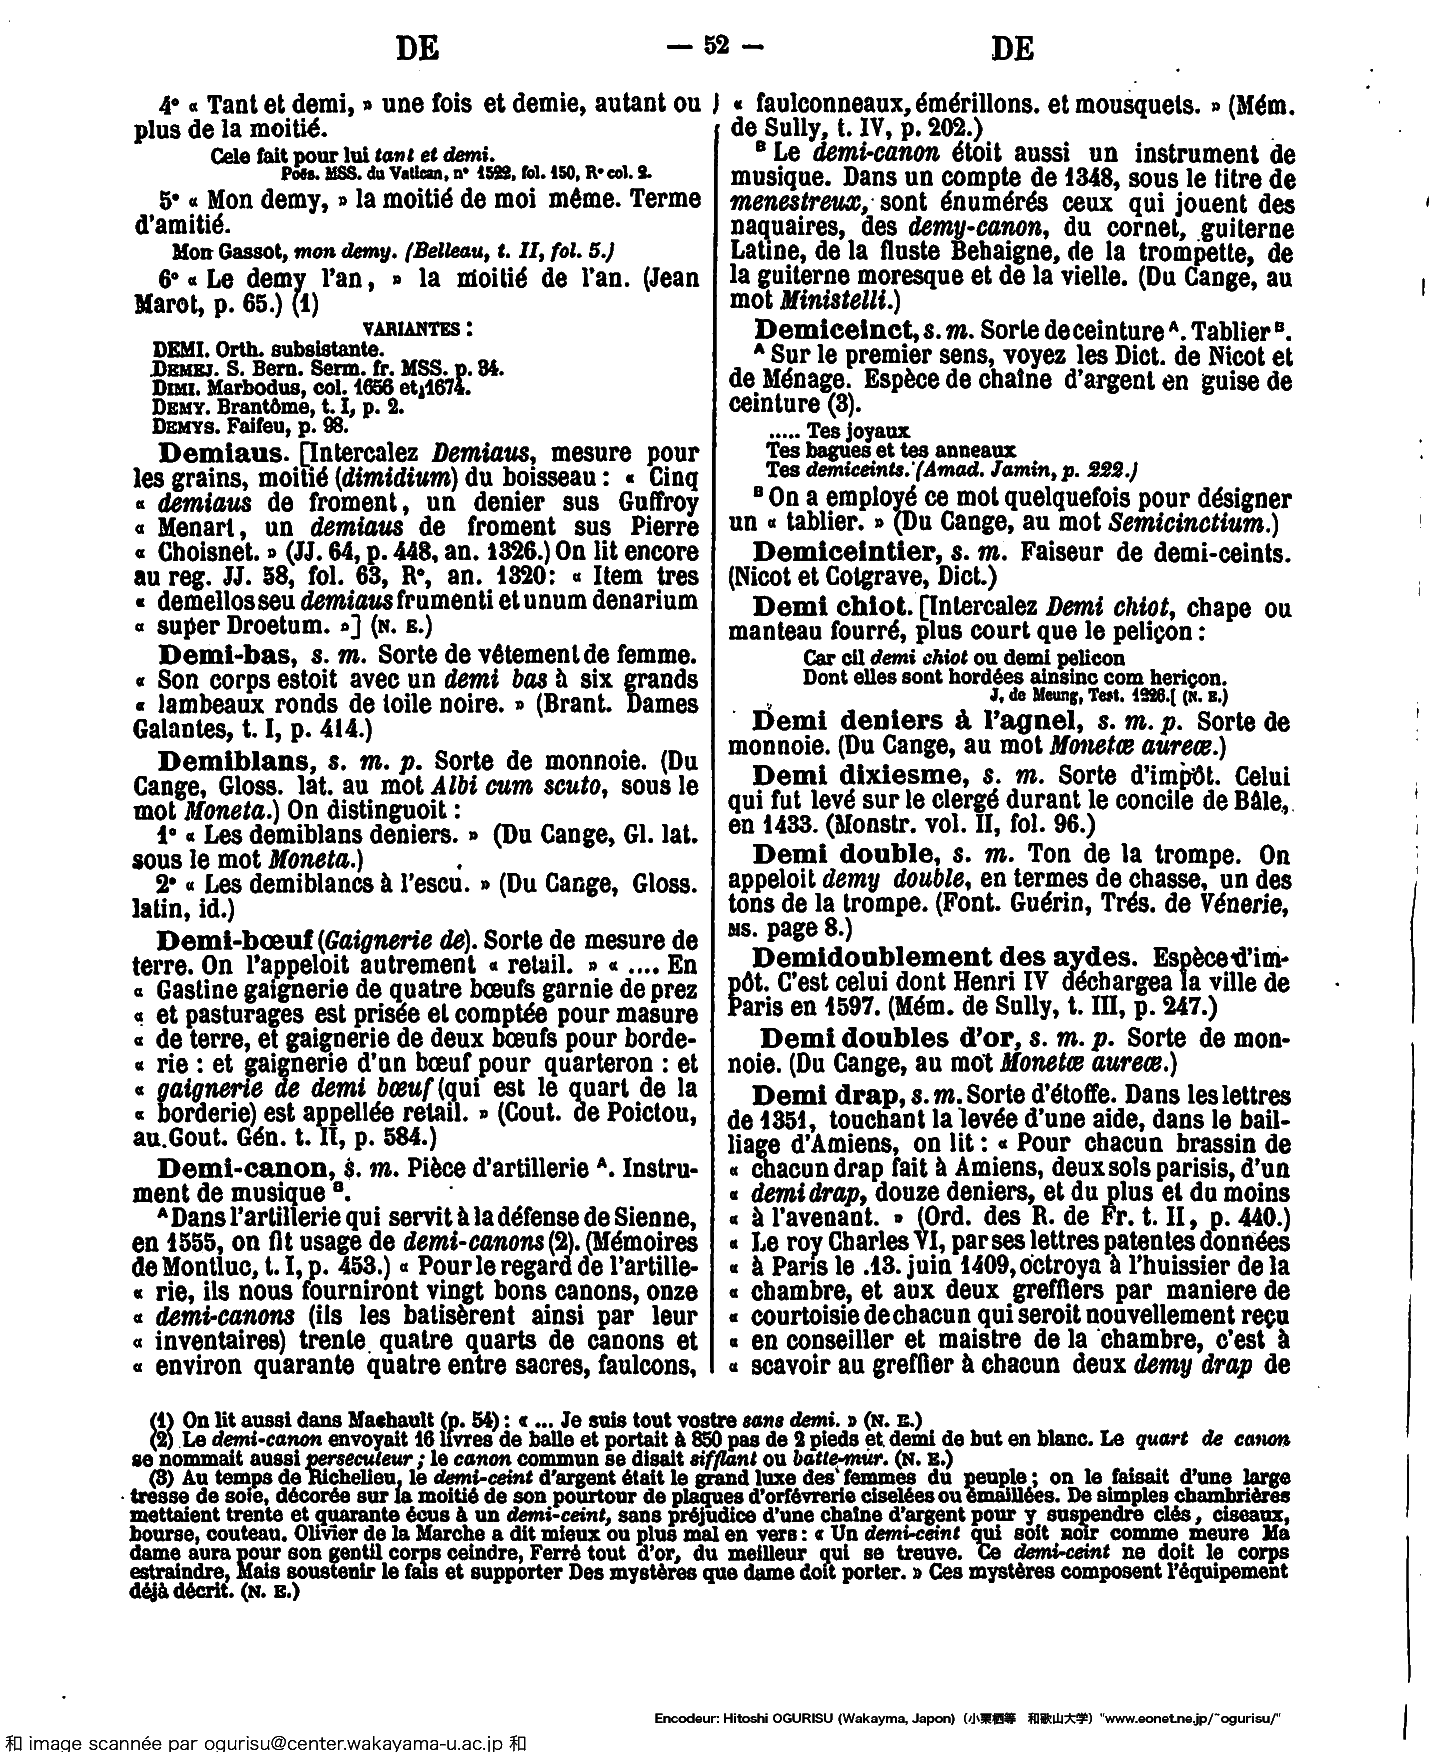 DE — 52 — DE
4° « Tant et demi, » une fois et demie, autant ou
plus de la moitié.
Cele fait pour lui tant et demi.
Poës. MSS. du Vatican, n° 1522, fol. 150, R° col. 2.
5° « Mon demy, » la moitié de moi même. Terme
d'amitié.
Mon Gassot, mon demy. (Belleau, t. II, fol. 5.)
6° « Le demy l'an, » la moitié de l'an. (Jean
Marot, p. 65.) (1)
VARIANTES :
DEMI. Orth. subsistante.
DEMEJ. S. Bern. Serm. fr. MSS. p. 34.
DIMI. Marbodus, col. 1656 et 1674.
DEMY. Brantôme, t. I, p. 2.
DEMYS. Faifeu, p. 98.
Demiaus. [Intercalez Demiaus, mesure pour
les grains, moitié (dimidium) du boisseau : « Cinq
« demiaus de froment, un denier sus Guffroy
« Menart, un demiaus de froment sus Pierre
« Choisnet. » (JJ. 64, p. 448, an. 1326.) On lit encore
au reg. JJ. 58, fol. 63, R°, an. 1320: « Item tres
« demellos seu demiaus frumenti et unum denarium
« super Droetum. »] (N. E.)
Demi-bas, s. m. Sorte de vêtement de femme.
« Son corps estoit avec un demi bas à six grands
« lambeaux ronds de toile noire. » (Brant. Dames
Galantes, t. I, p. 414.)
Demiblans, s. m. p. Sorte de monnoie. (Du
Cange, Gloss. lat. au mot Albi cum scuto, sous le
mot Moneta.) On distinguoit :
1° « Les demiblans deniers. » (Du Cange, Gl. lat.
sous le mot Moneta.)
2° « Les demiblancs à l'escu. » (Du Cange, Gloss.
latin, id.)
Demi-bœuf (Gaignerie de). Sorte de mesure de
terre. On l'appeloit autrement « retail. » « .... En
« Gastine gaignerie de quatre bœufs garnie de prez
« et pasturages est prisée et comptée pour masure
« de terre, et gaignerie de deux bœufs pour borde-
« rie : et gaignerie d'un bœuf pour quarteron : et
« gaignerie de demi bœuf (qui est le quart de la
« borderie) est appellée retail. » (Cout. de Poictou,
au Gout. Gén. t. II, p. 584.)
Demi-canon, s. m. Pièce d'artillerie A. Instru-
ment de musique B.
A Dans l'artillerie qui servit à la défense de Sienne,
en 1555, on fit usage de demi-canons (2). (Mémoires
de Montluc, t. I, p. 453.) « Pour le regard de l'artille-
« rie, ils nous fourniront vingt bons canons, onze
« demi-canons (ils les batisèrent ainsi par leur
« inventaires) trente quatre quarts de canons et
« environ quarante quatre entre sacres, faulcons,
« faulconneaux, émérillons. et mousquets. » (Mém.
de Sully, t. IV, p. 202.)
B Le demi-canon étoit aussi un instrument de
musique. Dans un compte de 1348, sous le titre de
menestreux, sont énumérés ceux qui jouent des
naquaires, des demy-canon, du cornet, guiterne
Latine, de la fluste Behaigne, de la trompette, de
la guiterne moresque et de la vielle. (Du Cange, au
mot Ministelli.)
Demiceinct, s. m. Sorte de ceinture A. Tablier B.
A Sur le premier sens, voyez les Dict. de Nicot et
de Ménage. Espèce de chaîne d'argent en guise de
ceinture (3).
..... Tes joyaux
Tes bagues et tes anneaux
Tes demiceints. (Amad. Jamin, p. 222.)
B On a employé ce mot quelquefois pour désigner
un « tablier. » (Du Cange, au mot Semicinctium.)
Demiceintier, s. m. Faiseur de demi-ceints.
(Nicot et Cotgrave, Dict.)
Demi chiot. [Intercalez Demi chiot, chape ou
manteau fourré, plus court que le peliçon :
Car cil demi chiot ou demi pelicon
Dont elles sont hordées ainsinc com heriçon.
J. de Meung, Test. 1226.[ (N. E.)
Demi deniers à l'agnel, s. m. p. Sorte de
monnoie. (Du Cange, au mot Monetæ aureæ.)
Demi dixiesme, s. m. Sorte d'impôt. Celui
qui fut levé sur le clergé durant le concile de Bâle,
en 1433. (Monstr. vol. II, fol. 96.)
Demi double, s. m. Ton de la trompe. On
appeloit demy double, en termes de chasse, un des
tons de la trompe. (Font. Guérin, Trés. de Vénerie,
MS. page 8.)
Demidoublement des aydes. Espèce d'im-
pôt. C'est celui dont Henri IV déchargea la ville de
Paris en 1597. (Mém. de Sully, t. III, p. 247.)
Demi doubles d'or, s. m. p. Sorte de mon-
noie. (Du Cange, au mot Monetæ aureæ.)
Demi drap, s. m. Sorte d'étoffe. Dans les lettres
de 1351, touchant la levée d'une aide, dans le bail-
liage d'Amiens, on lit : « Pour chacun brassin de
« chacun drap fait à Amiens, deux sols parisis, d'un
« demi drap, douze deniers, et du plus et du moins
« à l'avenant. » (Ord. des R. de Fr. t. II, p. 440.)
« Le roy Charles VI, par ses lettres patentes données
« à Paris le .13. juin 1409, octroya à l'huissier de la
« chambre, et aux deux greffiers par maniere de
« courtoisie de chacun qui seroit nouvellement reçu
« en conseiller et maistre de la chambre, c'est à
« scavoir au greffier à chacun deux demy drap de
(1) On lit aussi dans Machault (p. 54) : « ... Je suis tout vostre sans demi. » (N. E.)
(2) Le demi-canon envoyait 16 livres de balle et portait à 850 pas de 2 pieds et demi de but en blanc. Le quart de canon
se nommait aussi persecuteur ; le canon commun se disait sifflant ou batte-mur. (N. E.)
(3) Au temps de Richelieu, le demi-ceint d'argent était le grand luxe des femmes du peuple ; on le faisait d'une large
tresse de soie, décorée sur la moitié de son pourtour de plaques d'orfévrerie ciselées ou émaillées. De simples chambrières
mettaient trente et quarante écus à un demi-ceint, sans préjudice d'une chaîne d'argent pour y suspendre clés, ciseaux,
bourse, couteau. Olivier de la Marche a dit mieux ou plus mal en vers : « Un demi-ceint qui soit noir comme meure Ma
dame aura pour son gentil corps ceindre, Ferré tout d'or, du meilleur qui se treuve. Ce demi-ceint ne doit le corps
estraindre, Mais soustenir le fais et supporter Des mystères que dame doit porter. » Ces mystères composent l'équipement
déjà décrit. (N. E.)
Encodeur: Hitoshi OGURISU (Wakayma, Japon) (小栗栖等 和歌山大学) "www.eonet.ne.jp/~ogurisu/"
和 image scannée par ogurisu@center.wakayama-u.ac.jp 和